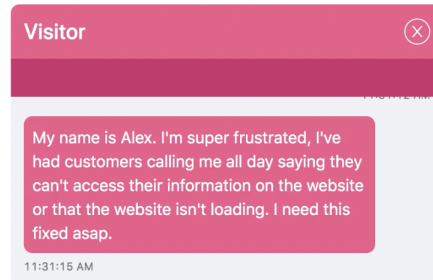 Visitor
My name is Alex. I'm super frustrated, I've
had customers calling me all day saying they
can't access their information on the website
or that the website isn't loading. I need this
fixed asap.
11:31:15 AM